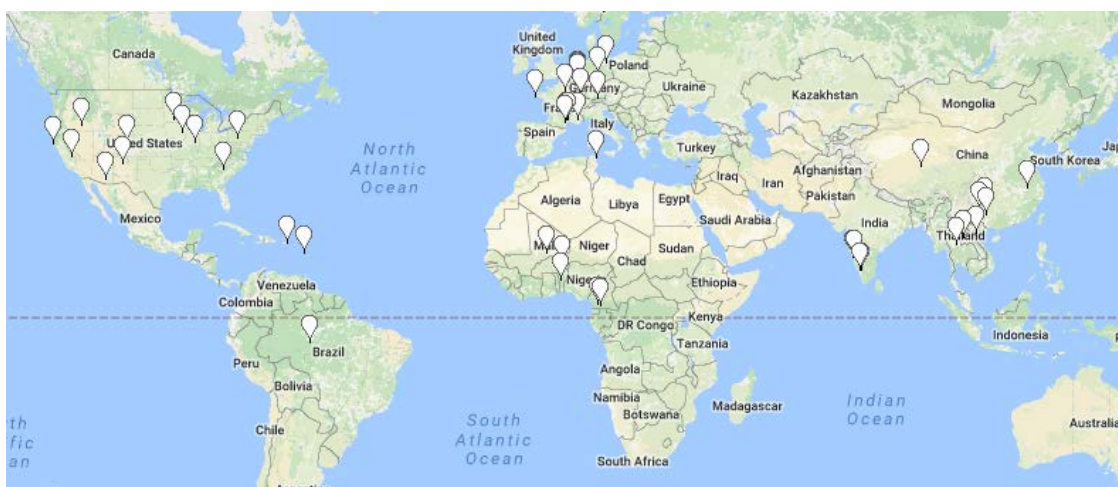 Canada
United
Kingdom
Poland
Germany
Ukraine
Kazakhstan
Mongolia
Italy
Spain
Turkey
United States
North
Atlantic
Ocean
China
South Korea
Afghanistan
Iraq
Iran
Pakistan
Algeria
Libya
Egypt
Saudi Arabia
India
Mexico
Niger
Sudan
Chad
Thailand
Ethiopia
Venezuela
Colombia
DR Congo
Kenya
Indonesia
Tanzania
Brazil
Peru
Angola
Bolivia
Namibia
Botswana
Madagascar
Indian
Ocean
Chile
South
Atlantic
Ocean
Australia
South Africa